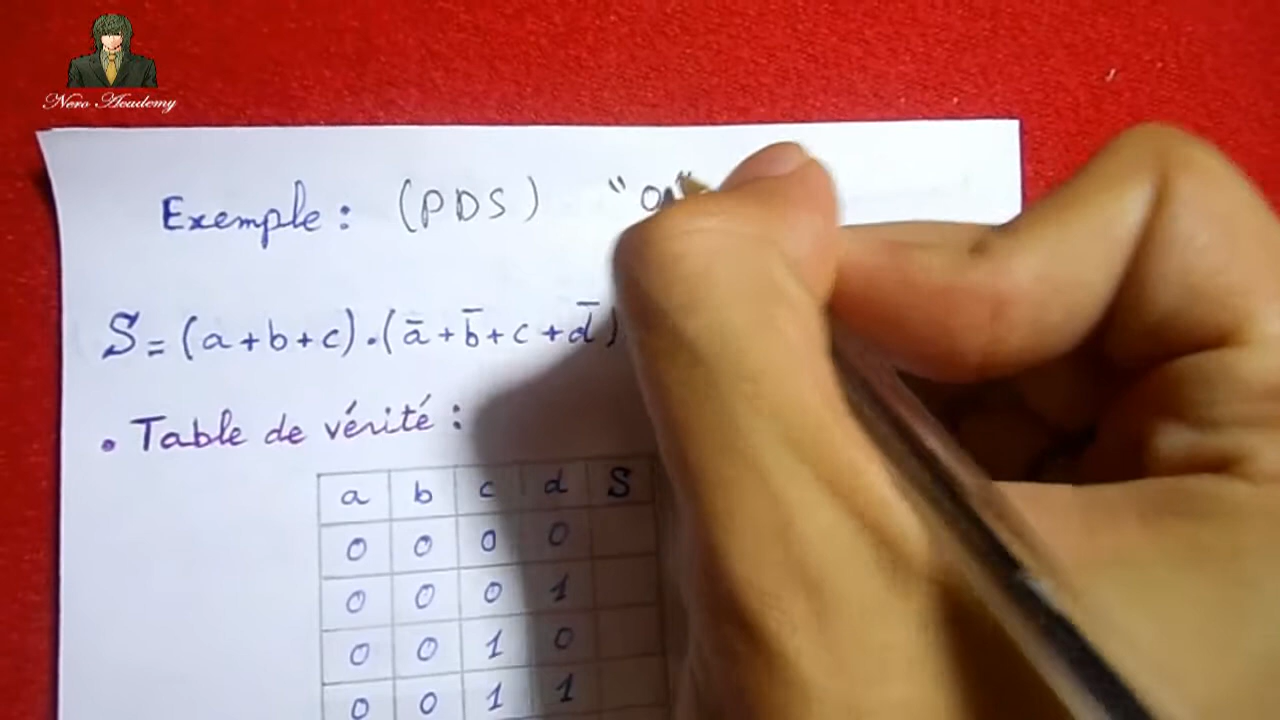 Nero Academy
Exemple : (PDS) "ou"
S = (a+b+c).(ā+b̄+c+d̄)
• Table de vérité :
a b c d S
0 0 0 0
0 0 0 1
0 0 1 0
0 0 1 1